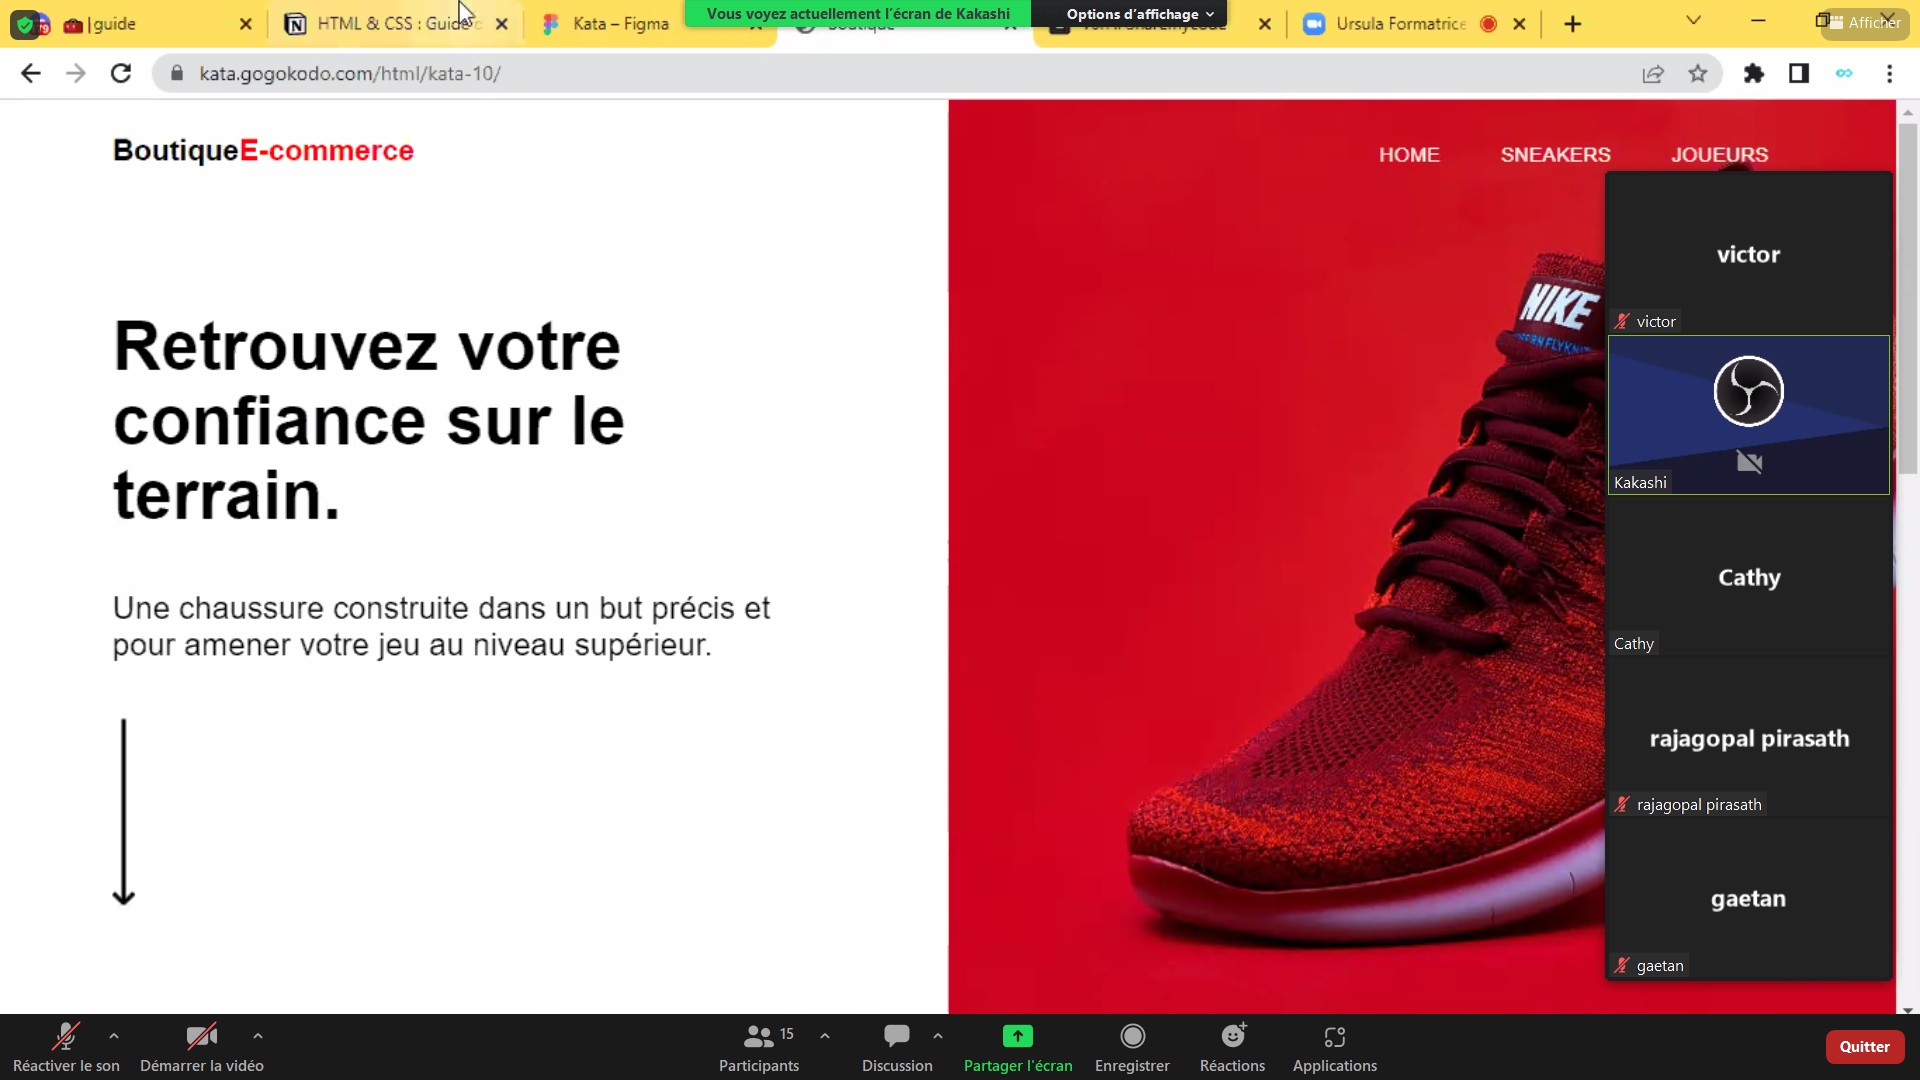 guide
HTML & CSS : Guide
Kata – Figma
Vous voyez actuellement l'écran de Kakashi
Options d'affichage
Ursula Formatrice
Afficher
kata.gogokodo.com/html/kata-10/
BoutiqueE-commerce
HOME
SNEAKERS
JOUEURS
Retrouvez votre
confiance sur le
terrain.
Une chaussure construite dans un but précis et
pour amener votre jeu au niveau supérieur.
NIKE
victor
victor
Kakashi
Cathy
Cathy
rajagopal pirasath
rajagopal pirasath
gaetan
gaetan
Réactiver le son
Démarrer la vidéo
15
Participants
Discussion
Partager l'écran
Enregistrer
Réactions
Applications
Quitter